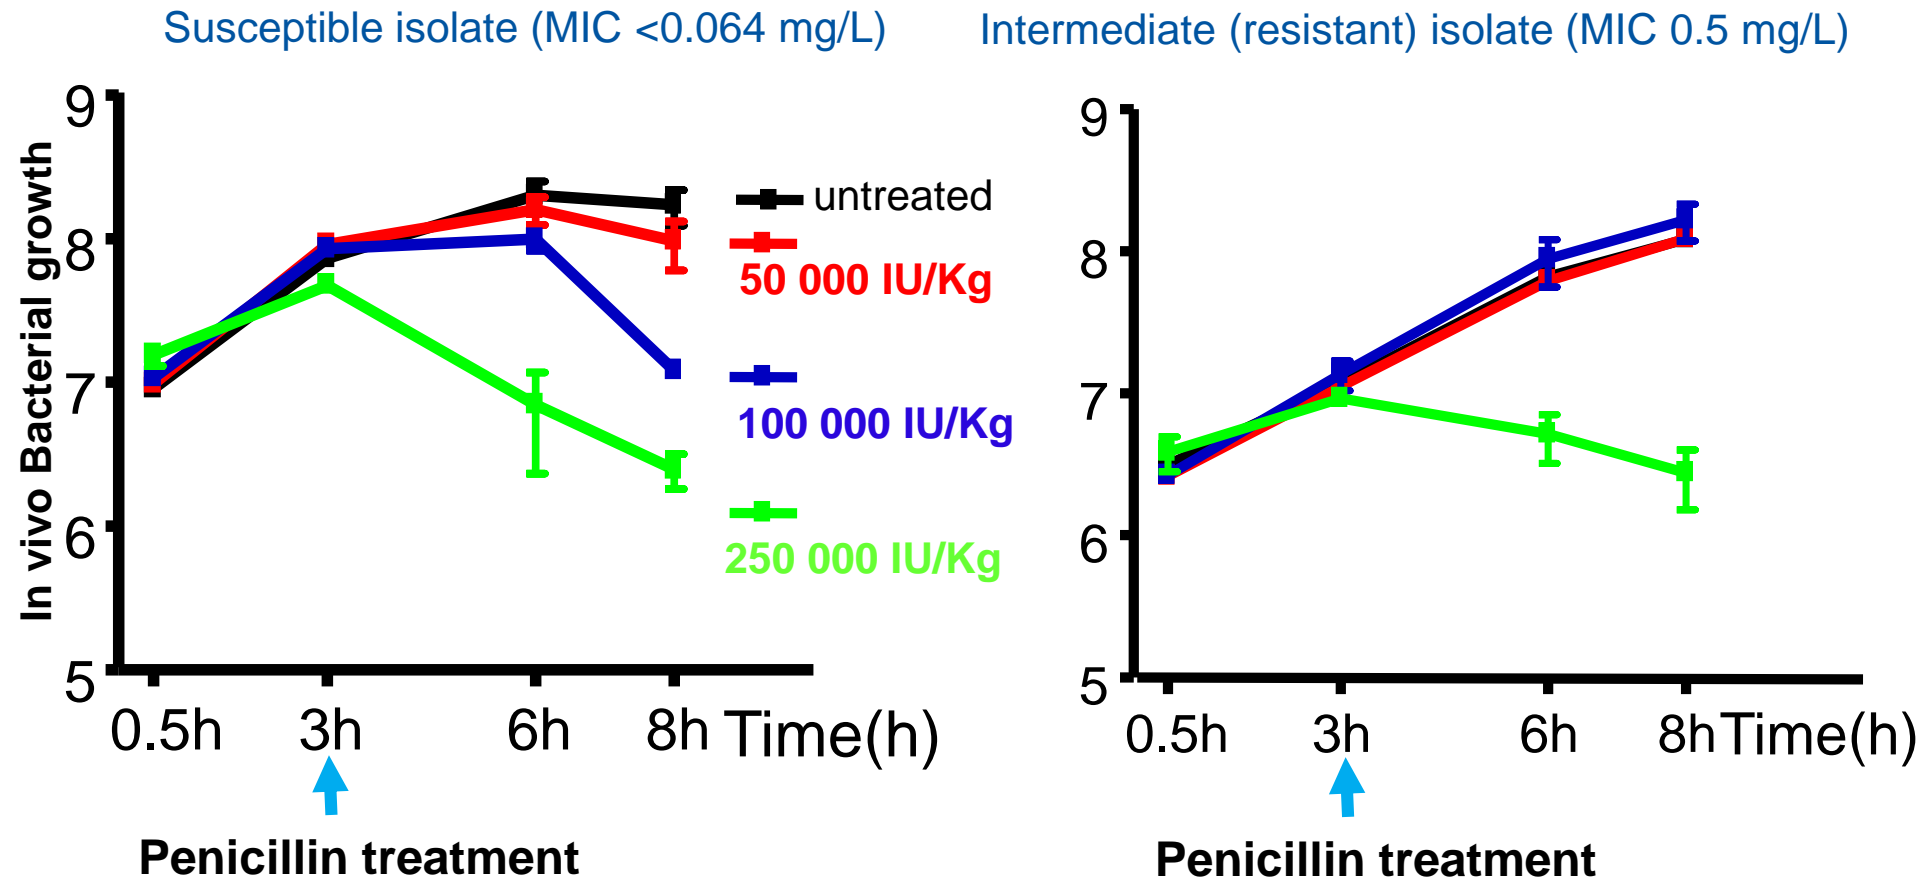 Susceptible isolate (MIC <0.064 mg/L)
Intermediate (resistant) isolate (MIC 0.5 mg/L)
In vivo Bacterial growth
9
8
7
6
5
0.5h 3h 6h 8h Time(h)
Penicillin treatment
untreated
50 000 IU/Kg
100 000 IU/Kg
250 000 IU/Kg
9
8
7
6
5
0.5h 3h 6h 8h Time(h)
Penicillin treatment